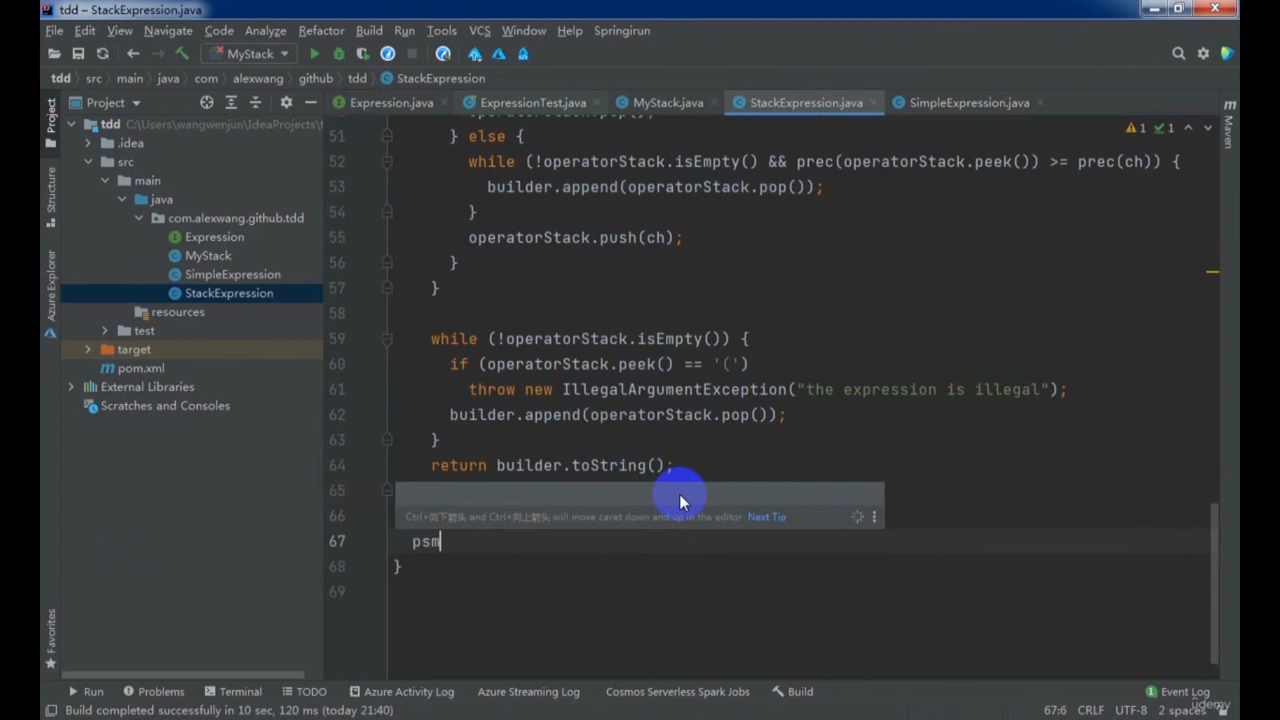 tdd – StackExpression.java
File Edit View Navigate Code Analyze Refactor Build Run Tools VCS Window Help Springirun
MyStack
tdd src main java com alexwang github tdd StackExpression
Project
Expression.java ExpressionTest.java MyStack.java StackExpression.java SimpleExpression.java
tdd C:\Users\wangwenjun\IdeaProjects\t
.idea
src
main
java
com.alexwang.github.tdd
Expression
MyStack
SimpleExpression
StackExpression
resources
test
target
pom.xml
External Libraries
Scratches and Consoles
Project
Structure
Azure Explorer
Favorites
51 } else {
52 while (!operatorStack.isEmpty() && prec(operatorStack.peek()) >= prec(ch)) {
53 builder.append(operatorStack.pop());
54 }
55 operatorStack.push(ch);
56 }
57 }
58
59 while (!operatorStack.isEmpty()) {
60 if (operatorStack.peek() == '(')
61 throw new IllegalArgumentException("the expression is illegal");
62 builder.append(operatorStack.pop());
63 }
64 return builder.toString();
65
Ctrl+向下箭头 and Ctrl+向上箭头 will move caret down and up in the editor Next Tip
66
67 psm
68 }
69
1 1
Maven
Run Problems Terminal TODO Azure Activity Log Azure Streaming Log Cosmos Serverless Spark Jobs Build 1 Event Log
Build completed successfully in 10 sec, 120 ms (today 21:40) 67:6 CRLF UTF-8 2 spaces
udemy